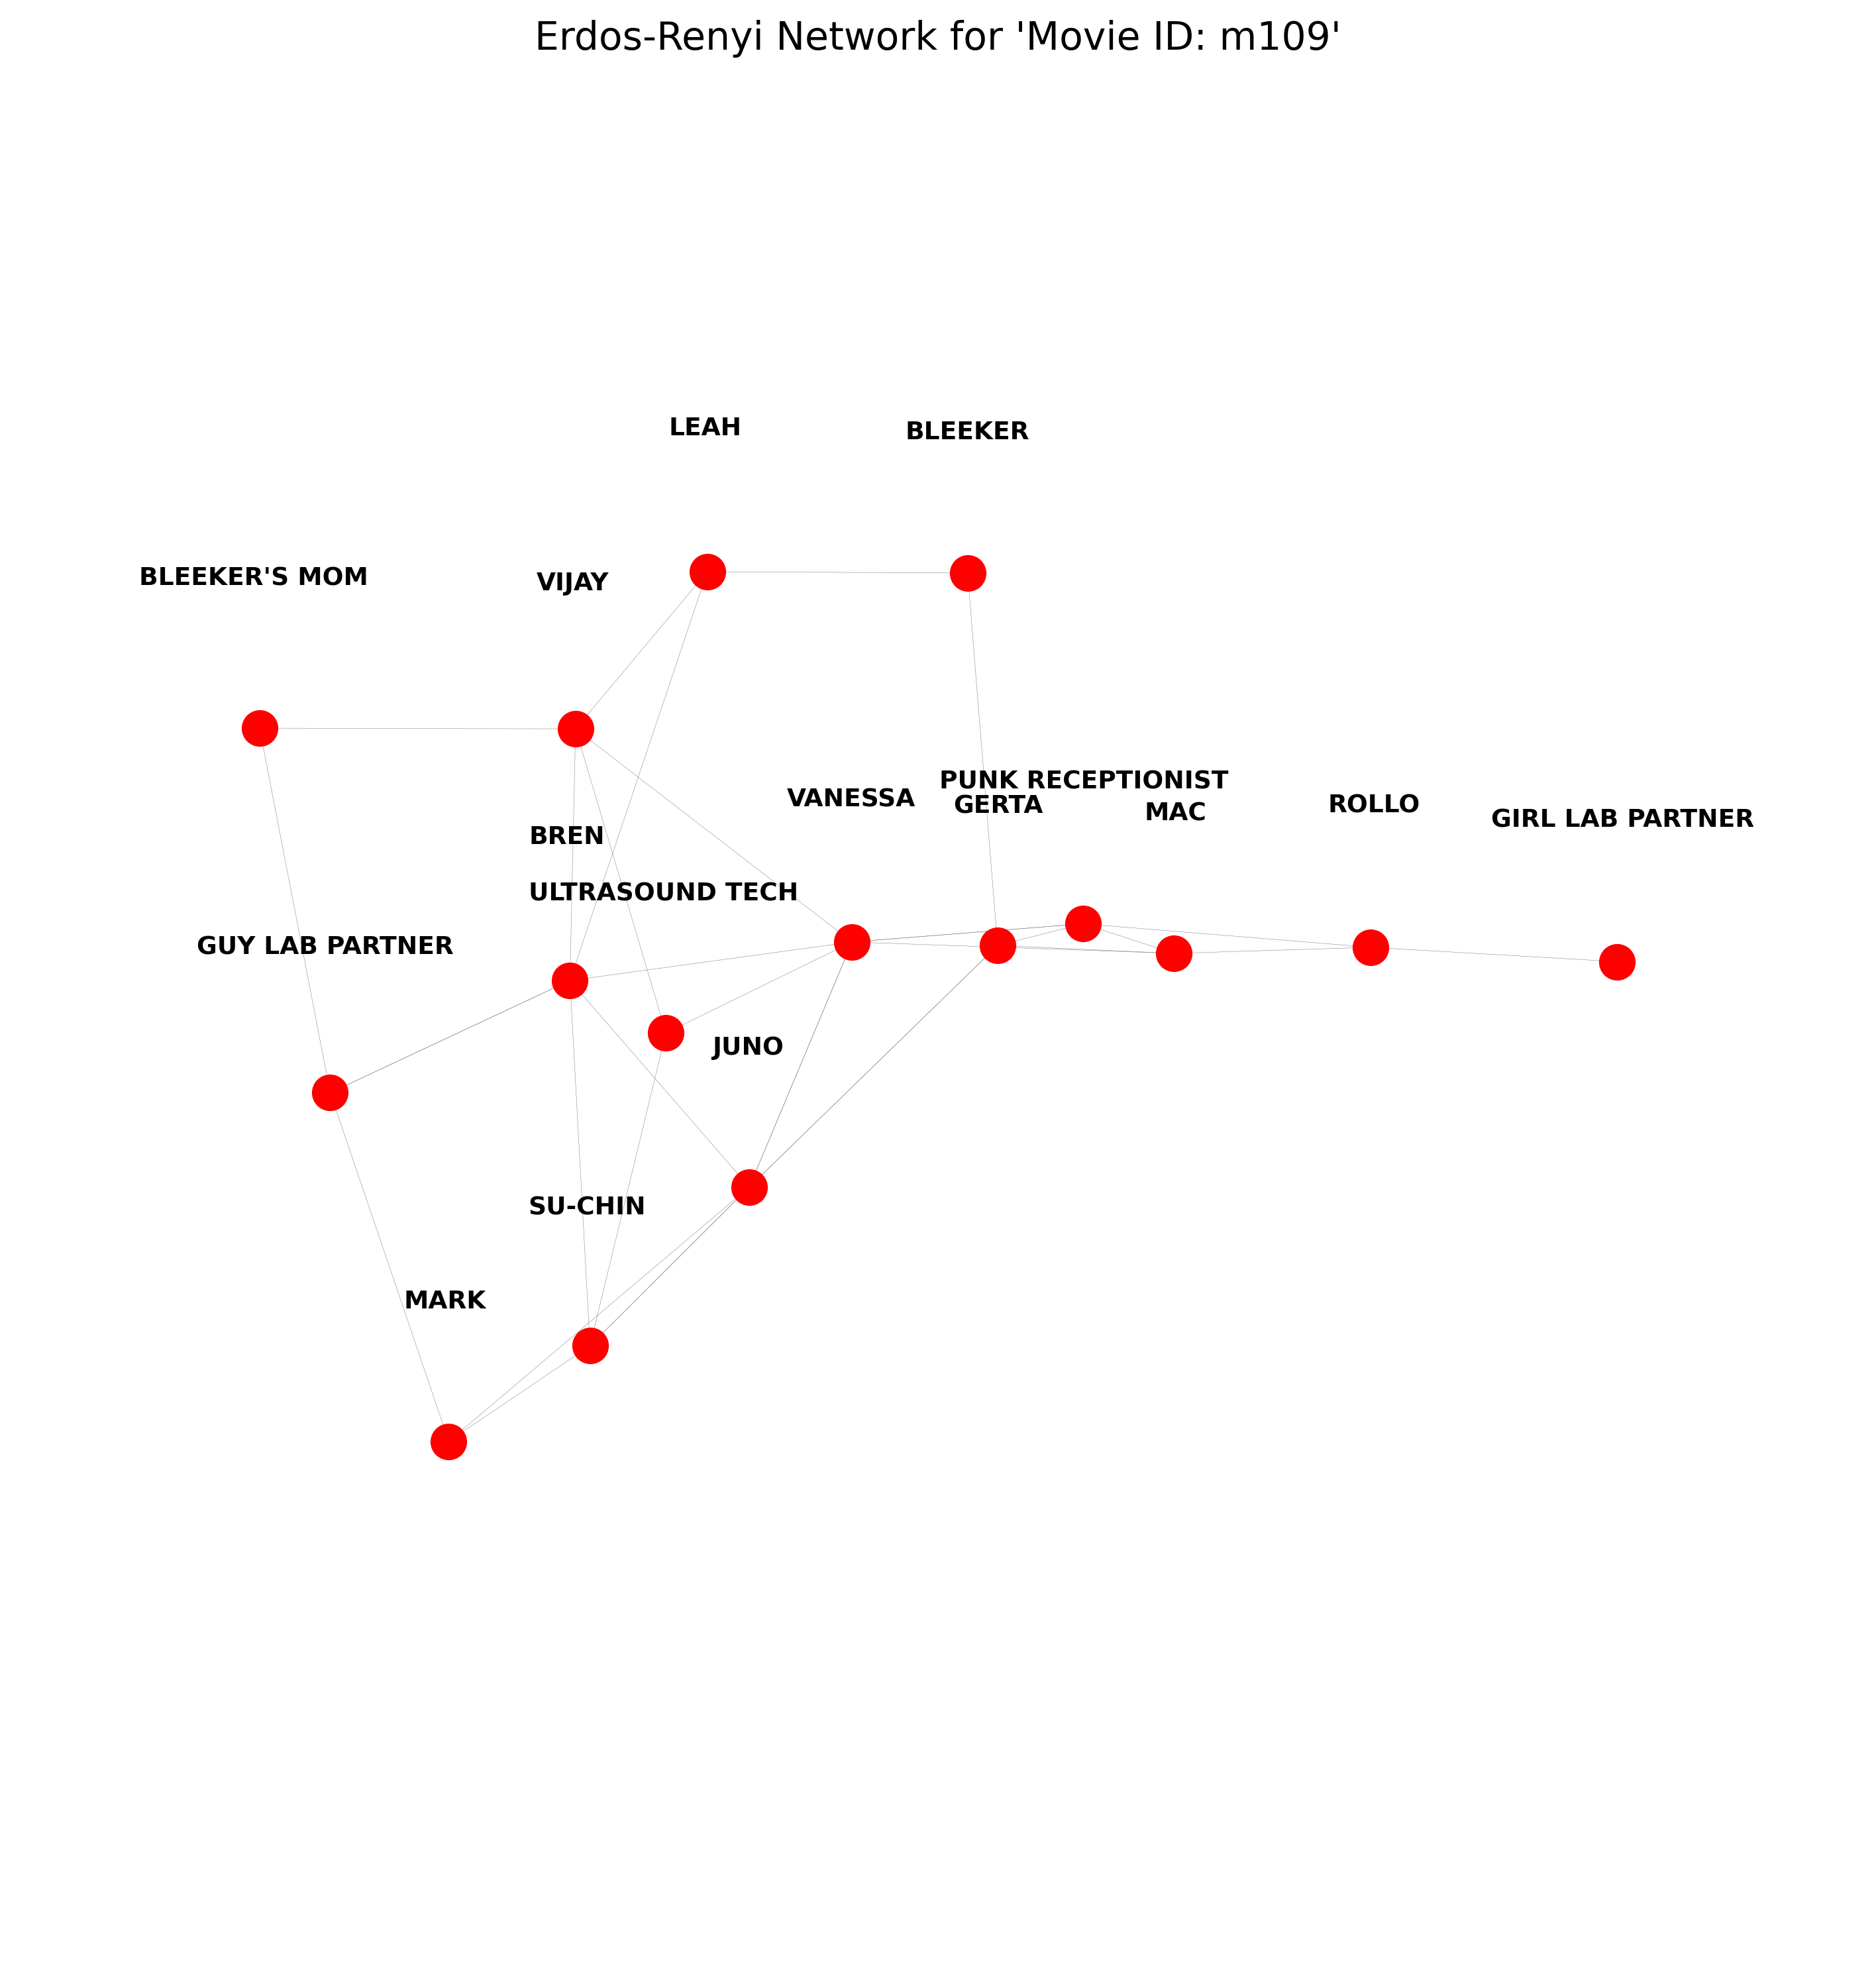 Erdos-Renyi Network for 'Movie ID: m109'
LEAH
BLEEKER
BLEEKER'S MOM
VIJAY
PUNK RECEPTIONIST
VANESSA
GERTA
MAC
ROLLO
GIRL LAB PARTNER
BREN
ULTRASOUND TECH
GUY LAB PARTNER
JUNO
SU-CHIN
MARK